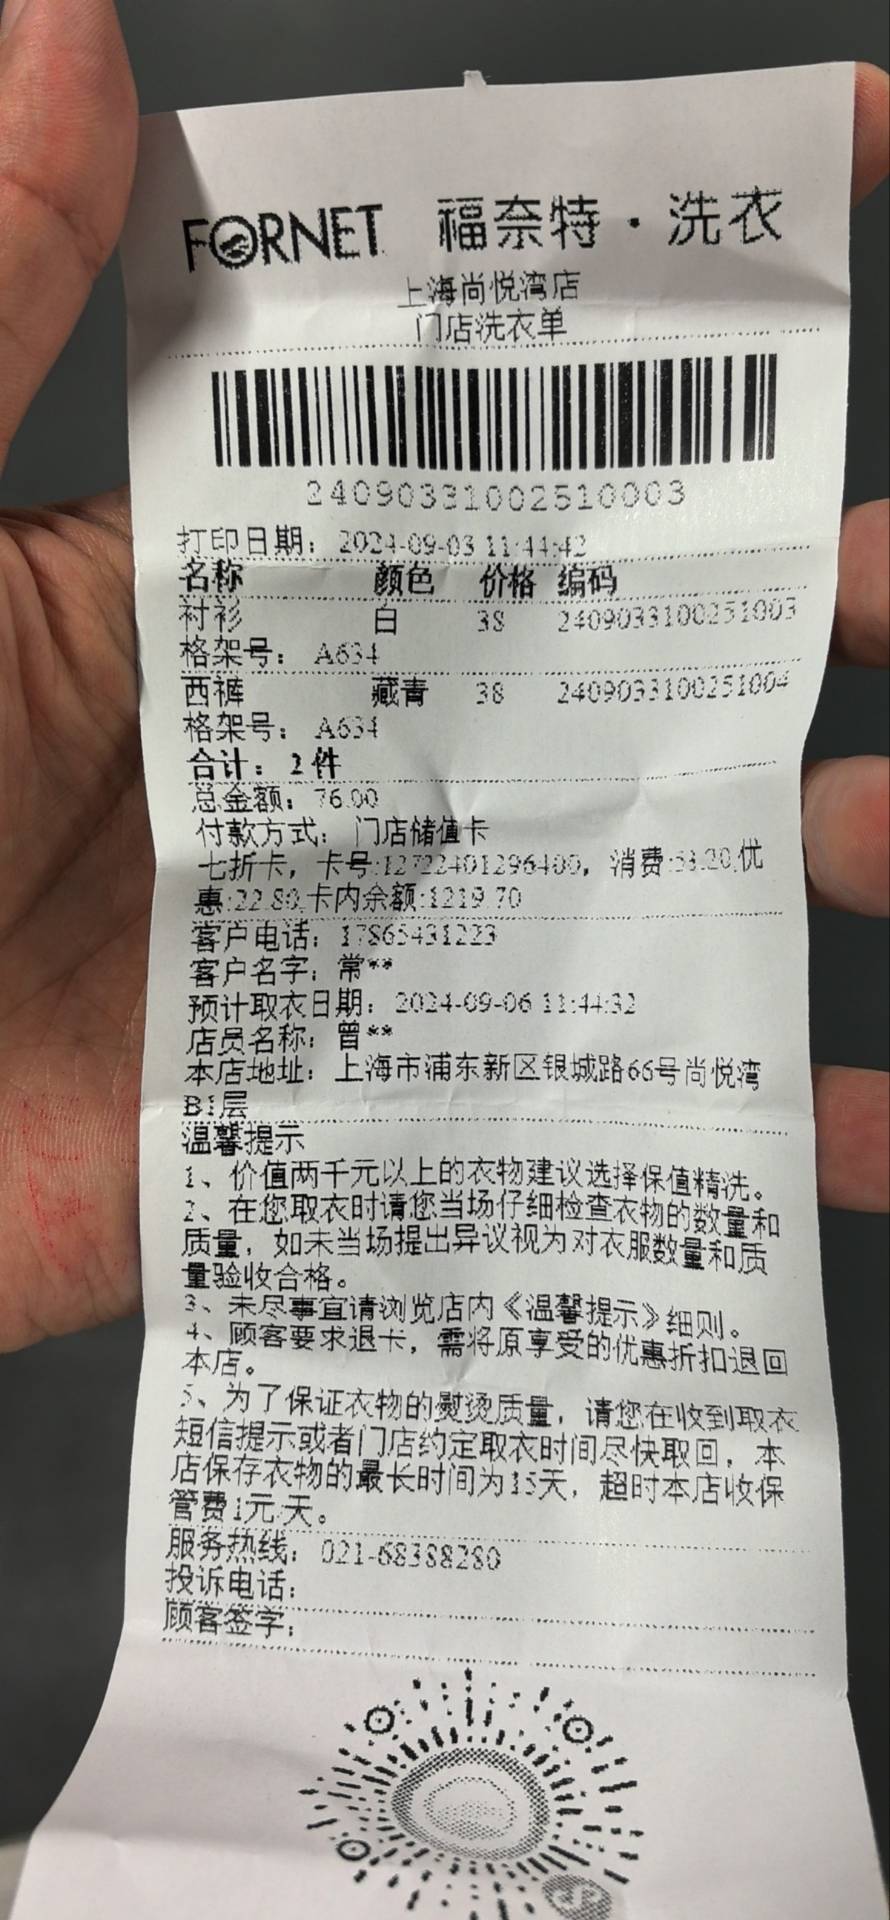 FORNET 福奈特·洗衣
上海尚悦湾店
门店洗衣单
24090331002510003
打印日期：2024-09-03 11:44:42
名称 颜色 价格 编码
衬衫 白 38 2409033100251003
格架号：A634
西裤 藏青 38 2409033100251004
格架号：A634
合计：2件
总金额：76.00
付款方式：门店储值卡
七折卡，卡号:12722401296400，消费:53.20,优
惠:22.80,卡内余额:1219.70
客户电话：17865431223
客户名字：常**
预计取衣日期：2024-09-06 11:44:32
店员名称：曾**
本店地址：上海市浦东新区银城路66号尚悦湾
B1层
温馨提示
1、价值两千元以上的衣物建议选择保值精洗。
2、在您取衣时请您当场仔细检查衣物的数量和
质量，如未当场提出异议视为对衣服数量和质
量验收合格。
3、未尽事宜请浏览店内《温馨提示》细则。
4、顾客要求退卡，需将原享受的优惠折扣退回
本店。
5、为了保证衣物的熨烫质量，请您在收到取衣
短信提示或者门店约定取衣时间尽快取回，本
店保存衣物的最长时间为15天，超时本店收保
管费1元/天。
服务热线：021-68388280
投诉电话：
顾客签字：